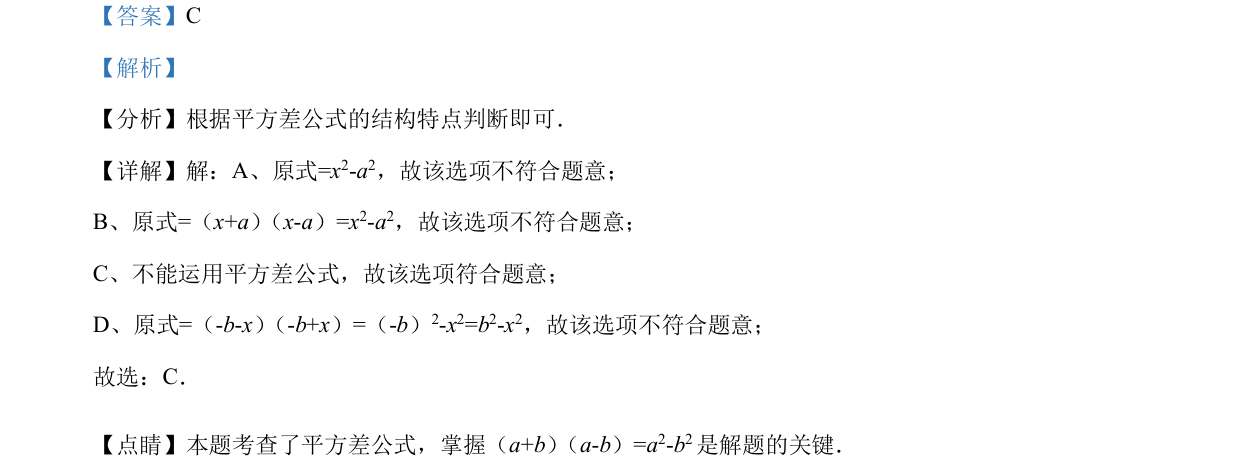 【答案】C
【解析】
【分析】根据平方差公式的结构特点判断即可．
【详解】解：A、原式=x²-a²，故该选项不符合题意；
B、原式=（x+a）（x-a）=x²-a²，故该选项不符合题意；
C、不能运用平方差公式，故该选项符合题意；
D、原式=（-b-x）（-b+x）=（-b）²-x²=b²-x²，故该选项不符合题意；
故选：C．
【点睛】本题考查了平方差公式，掌握（a+b）（a-b）=a²-b²是解题的关键．